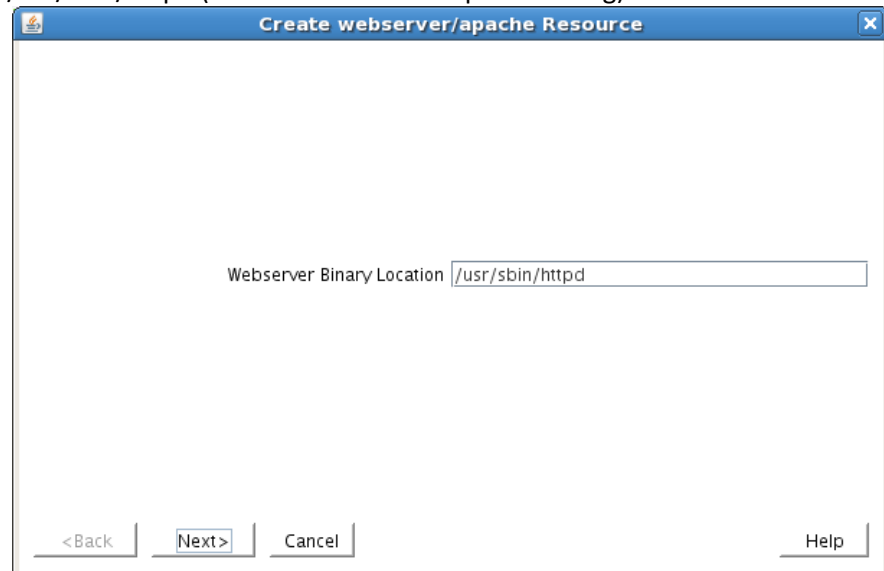 Create webserver/apache Resource
Webserver Binary Location /usr/sbin/httpd
<Back Next> Cancel Help